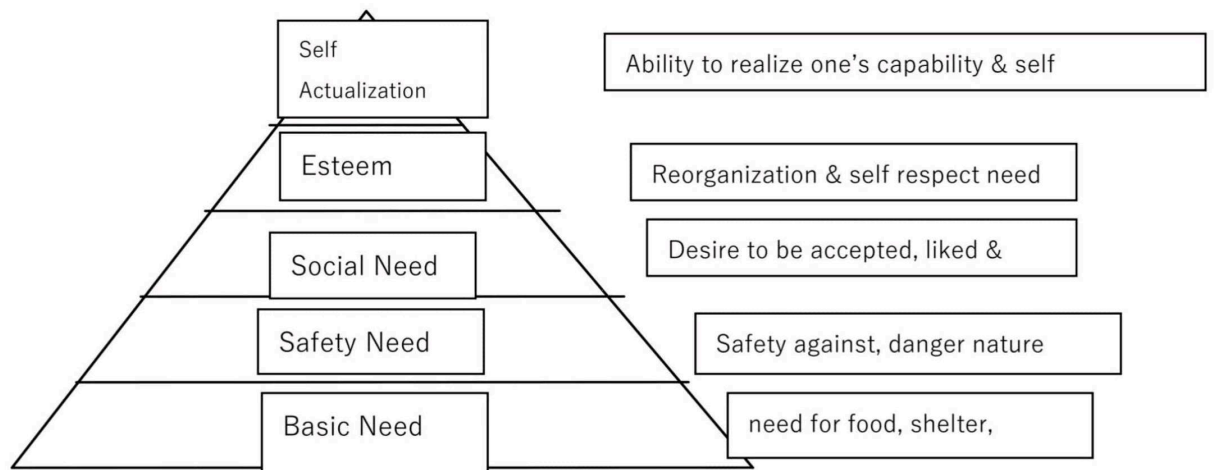 Self
Actualization
Ability to realize one's capability & self
Esteem
Reorganization & self respect need
Social Need
Desire to be accepted, liked &
Safety Need
Safety against, danger nature
Basic Need
need for food, shelter,